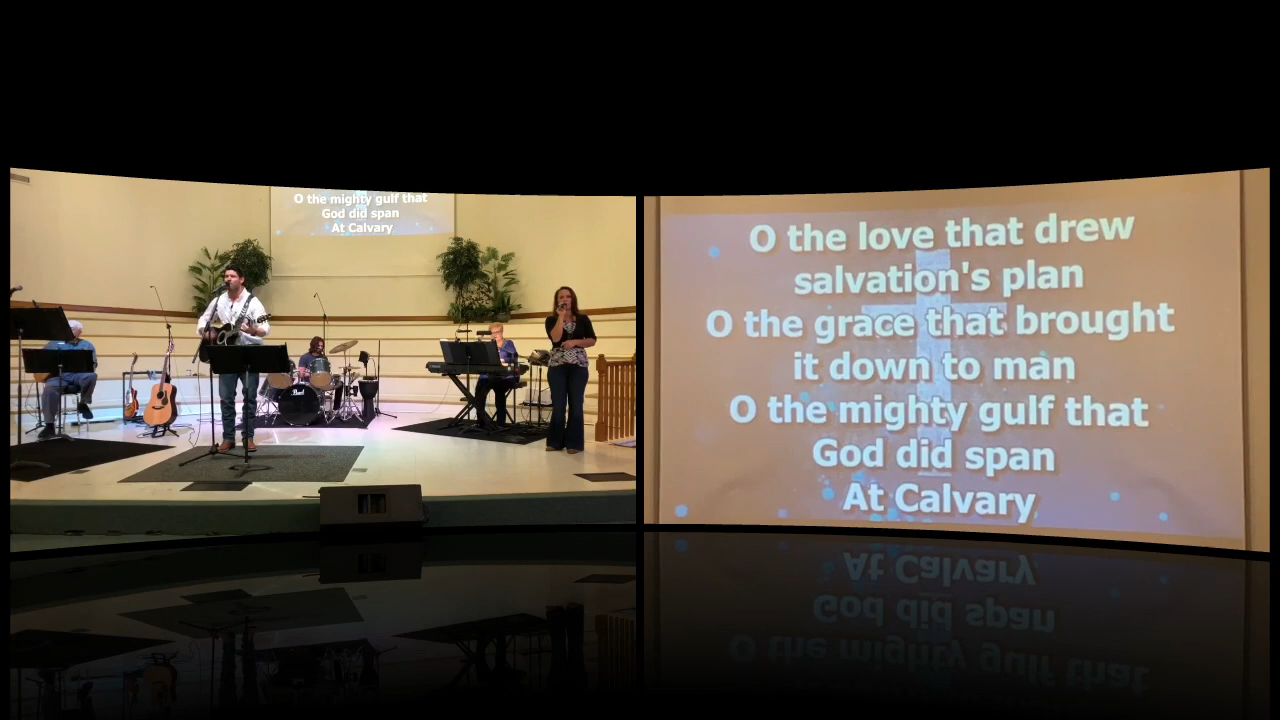 O the mighty gulf that
God did span
At Calvary
Pearl
O the love that drew
salvation's plan
O the grace that brought
it down to man
O the mighty gulf that
God did span
At Calvary